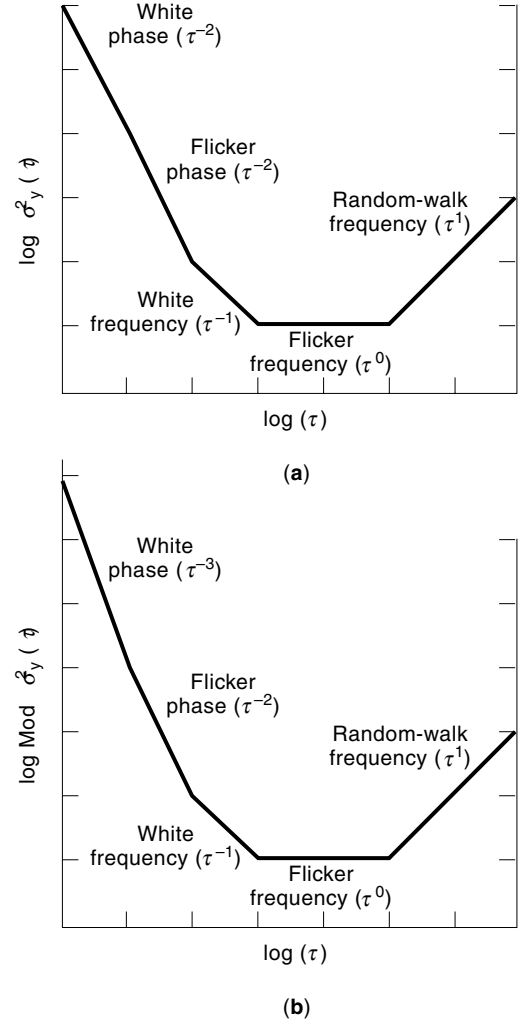 White
phase (τ⁻²)
Flicker
phase (τ⁻²)
Random-walk
frequency (τ¹)
White
frequency (τ⁻¹)
Flicker
frequency (τ⁰)
log σ²y (τ)
log (τ)
(a)
White
phase (τ⁻³)
Flicker
phase (τ⁻²)
Random-walk
frequency (τ¹)
White
frequency (τ⁻¹)
Flicker
frequency (τ⁰)
log Mod σ²y (τ)
log (τ)
(b)